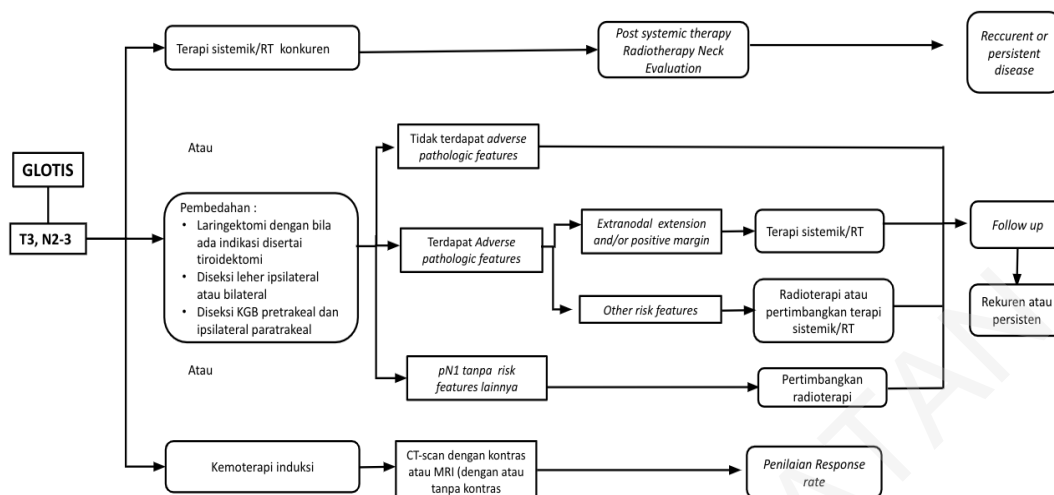 Terapi sistemik/RT konkuren
Post systemic therapy
Radiotherapy Neck
Evaluation
Reccurent or
persistent
disease
Atau
GLOTIS
T3, N2-3
Pembedahan :
• Laringektomi dengan bila
ada indikasi disertai
tiroidektomi
• Diseksi leher ipsilateral
atau bilateral
• Diseksi KGB pretrakeal dan
ipsilateral paratrakeal
Tidak terdapat adverse
pathologic features
Terdapat Adverse
pathologic features
Extranodal extension
and/or positive margin
Terapi sistemik/RT
Other risk features
Radioterapi atau
pertimbangkan terapi
sistemik/RT
Follow up
Rekuren atau
persisten
pN1 tanpa risk
features lainnya
Pertimbangkan
radioterapi
Atau
Kemoterapi induksi
CT-scan dengan kontras
atau MRI (dengan atau
tanpa kontras
Penilaian Response
rate
TAN